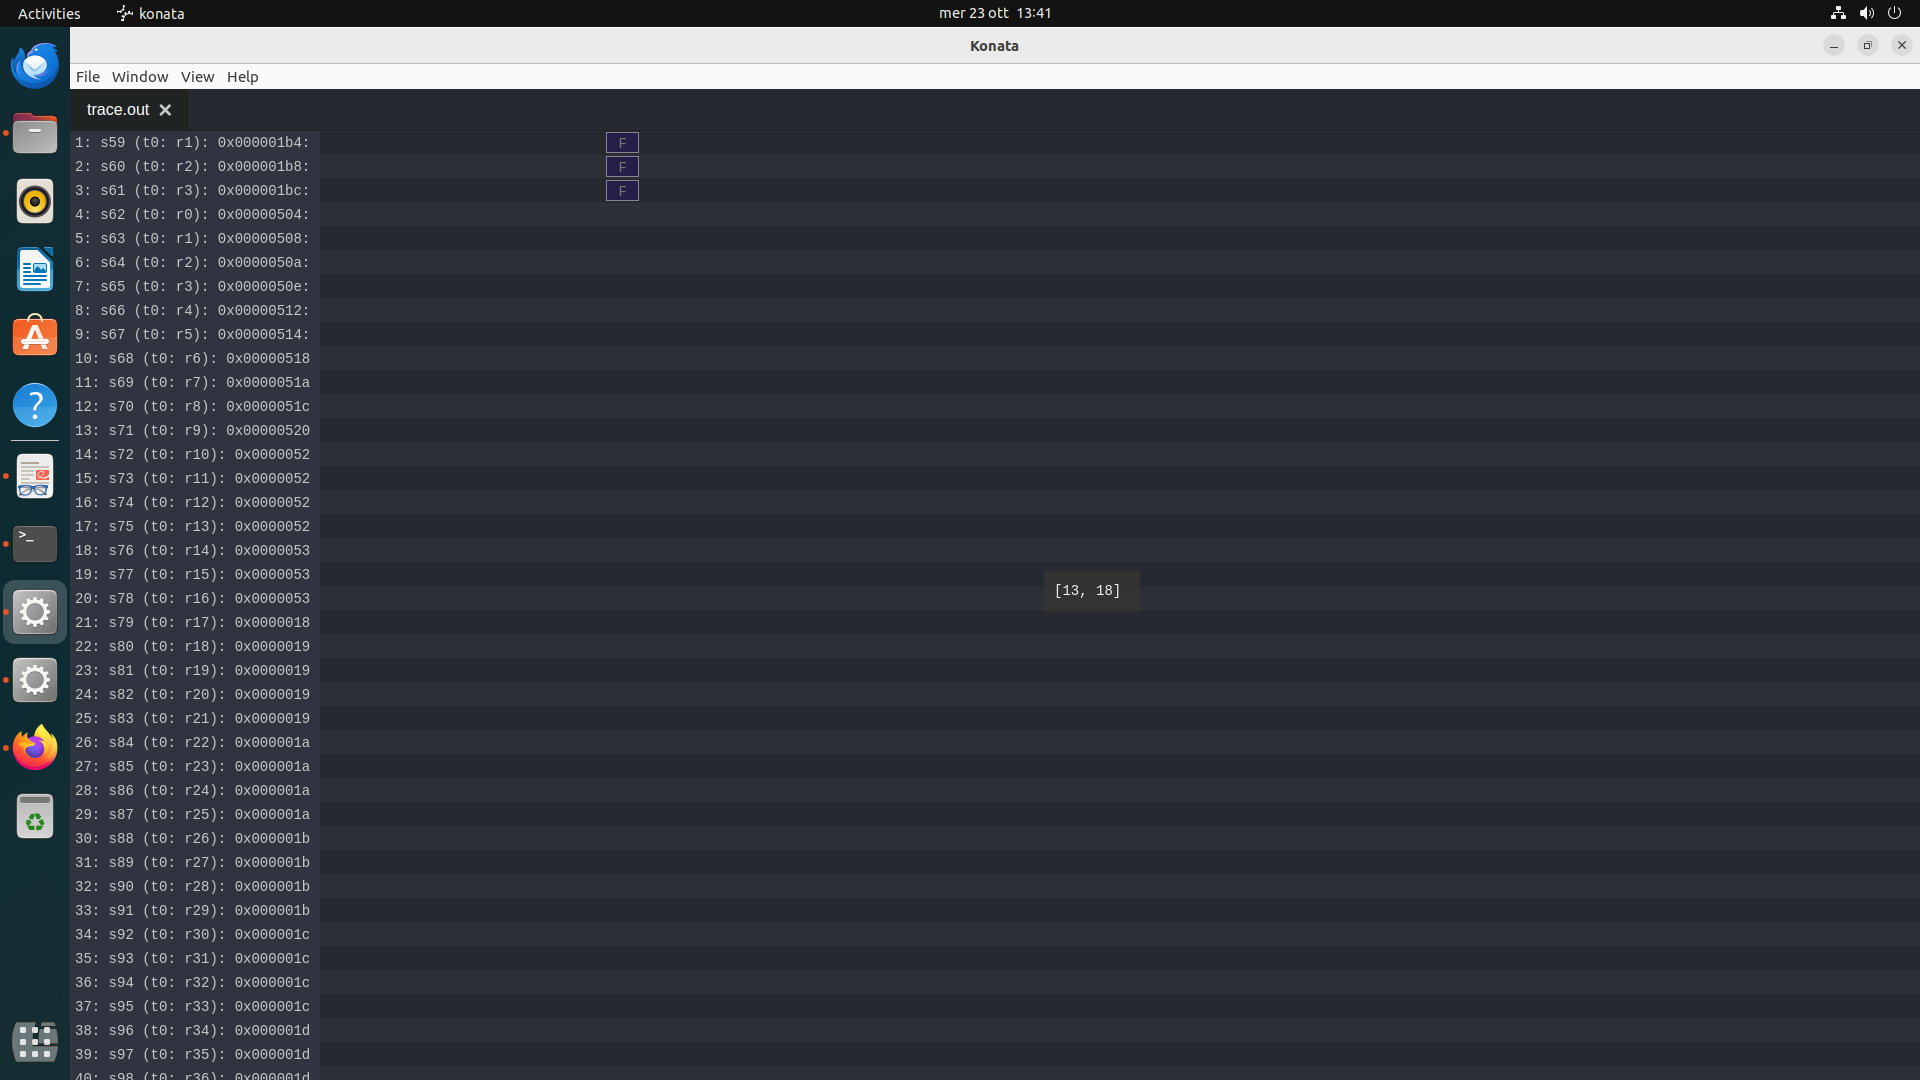 Activities
konata
mer 23 ott 13:41
Konata
File Window View Help
trace.out
1: s59 (t0: r1): 0x000001b4: F
2: s60 (t0: r2): 0x000001b8: F
3: s61 (t0: r3): 0x000001bc: F
4: s62 (t0: r0): 0x00000504:
5: s63 (t0: r1): 0x00000508:
6: s64 (t0: r2): 0x0000050a:
7: s65 (t0: r3): 0x0000050e:
8: s66 (t0: r4): 0x00000512:
9: s67 (t0: r5): 0x00000514:
10: s68 (t0: r6): 0x00000518
11: s69 (t0: r7): 0x0000051a
12: s70 (t0: r8): 0x0000051c
13: s71 (t0: r9): 0x00000520
14: s72 (t0: r10): 0x0000052
15: s73 (t0: r11): 0x0000052
16: s74 (t0: r12): 0x0000052
17: s75 (t0: r13): 0x0000052
18: s76 (t0: r14): 0x0000053
19: s77 (t0: r15): 0x0000053
20: s78 (t0: r16): 0x0000053
[13, 18]
21: s79 (t0: r17): 0x0000018
22: s80 (t0: r18): 0x0000019
23: s81 (t0: r19): 0x0000019
24: s82 (t0: r20): 0x0000019
25: s83 (t0: r21): 0x0000019
26: s84 (t0: r22): 0x000001a
27: s85 (t0: r23): 0x000001a
28: s86 (t0: r24): 0x000001a
29: s87 (t0: r25): 0x000001a
30: s88 (t0: r26): 0x000001b
31: s89 (t0: r27): 0x000001b
32: s90 (t0: r28): 0x000001b
33: s91 (t0: r29): 0x000001b
34: s92 (t0: r30): 0x000001c
35: s93 (t0: r31): 0x000001c
36: s94 (t0: r32): 0x000001c
37: s95 (t0: r33): 0x000001c
38: s96 (t0: r34): 0x000001d
39: s97 (t0: r35): 0x000001d
40: s98 (t0: r36): 0x000001d